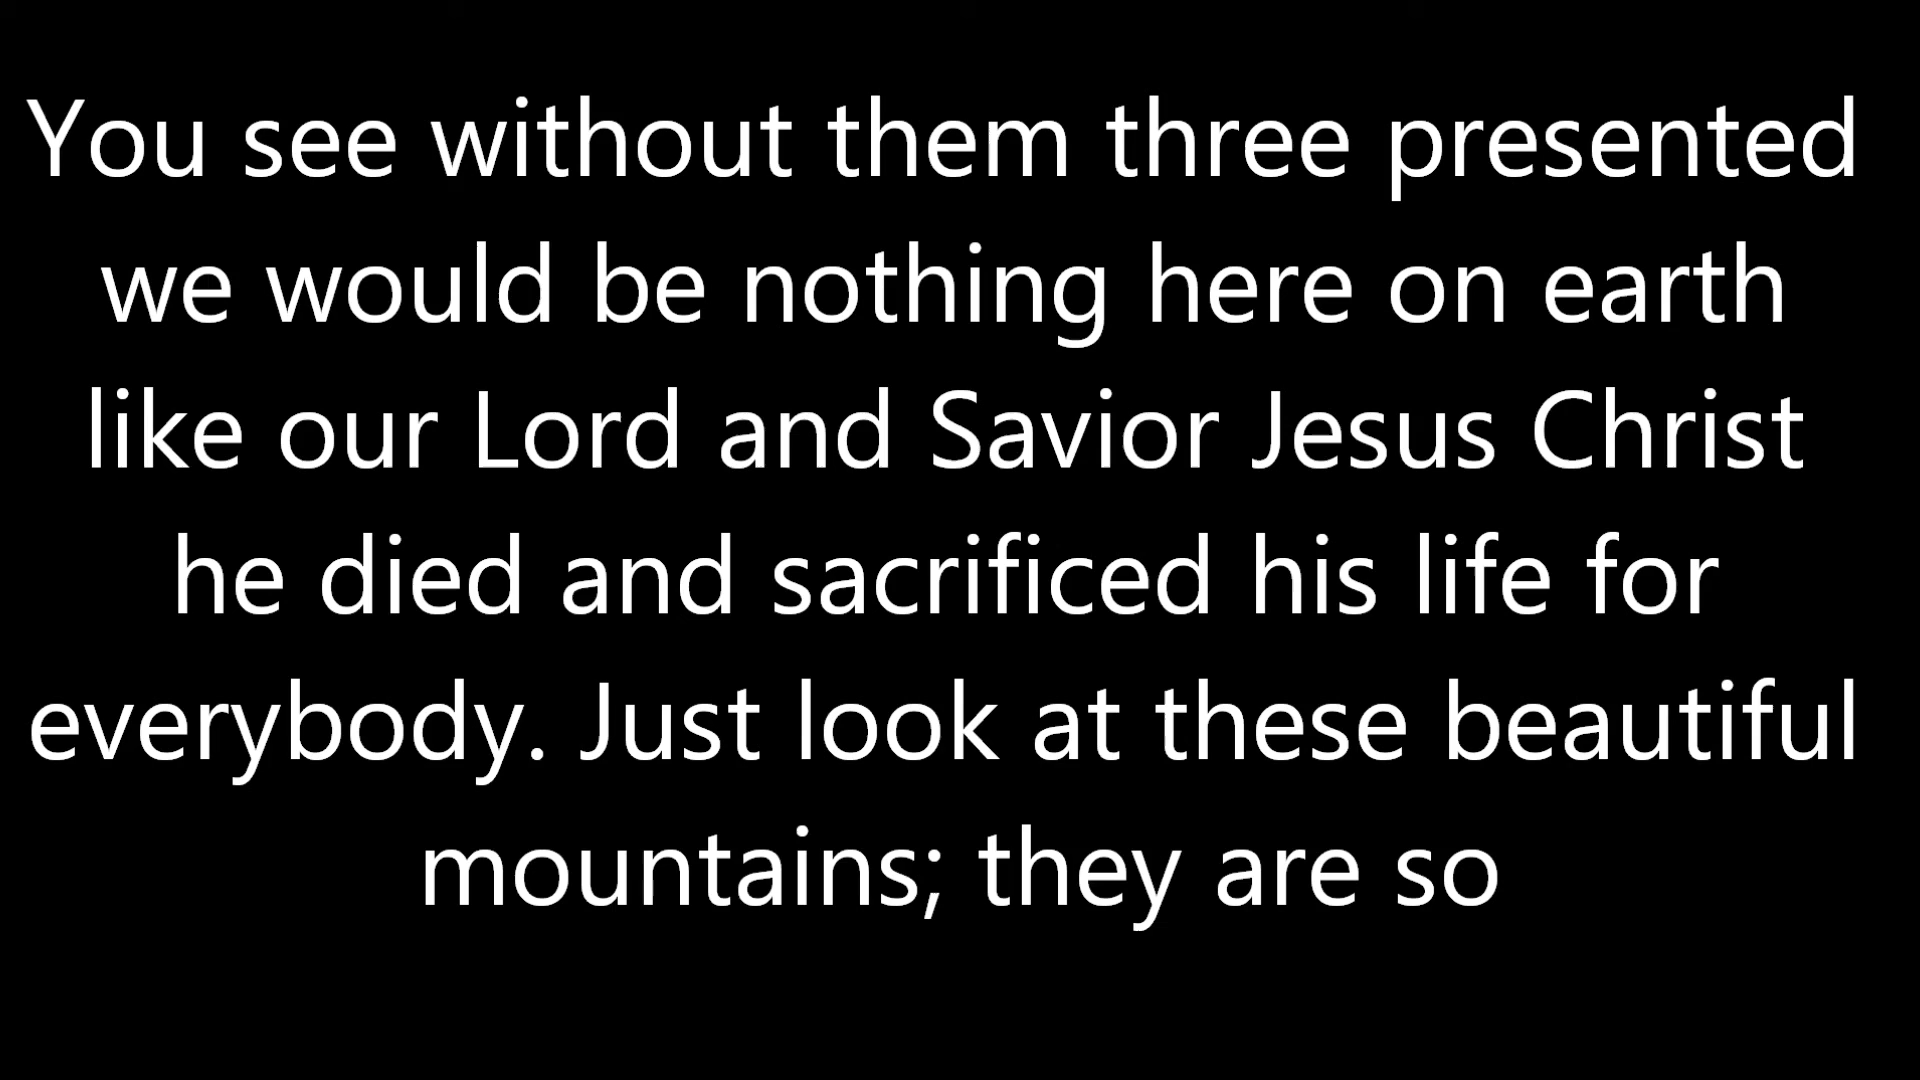 You see without them three presented
we would be nothing here on earth
like our Lord and Savior Jesus Christ
he died and sacrificed his life for
everybody. Just look at these beautiful
mountains; they are so